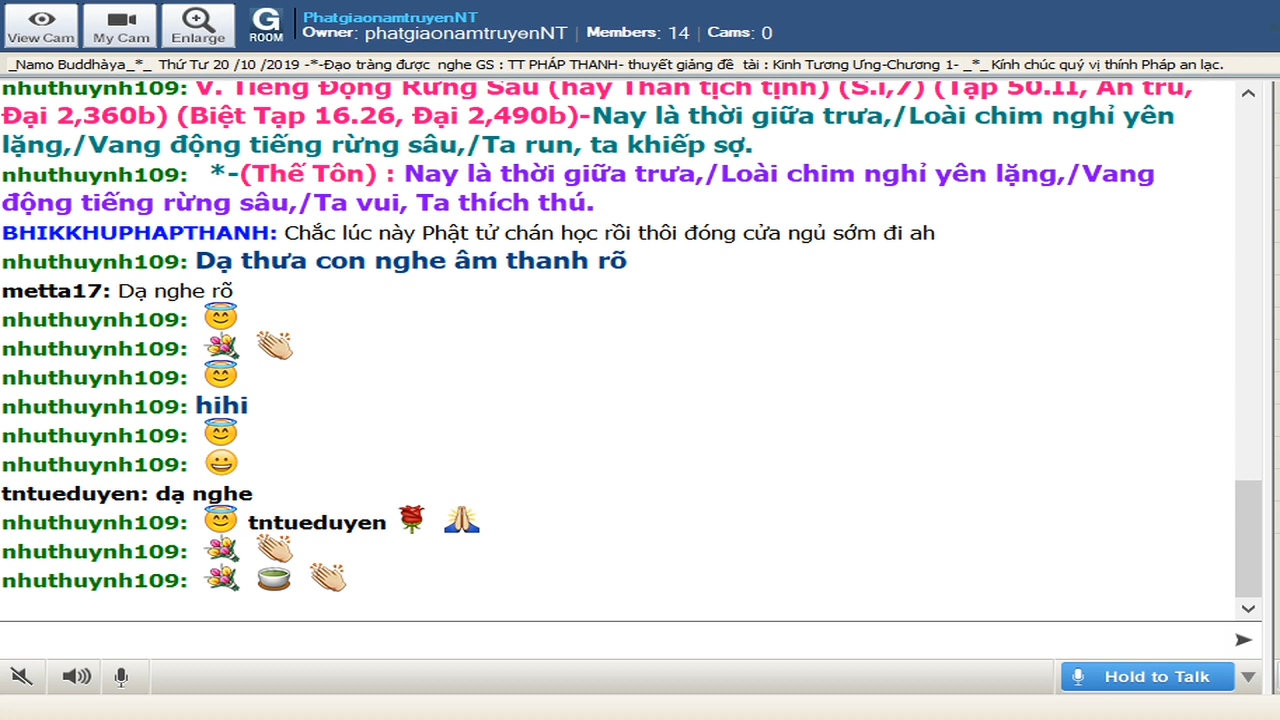 View Cam
My Cam
Enlarge
G
ROOM
PhatgiaonamtruyenNT
Owner: phatgiaonamtruyenNT | Members: 14 | Cams: 0
_Namo Buddhàya_*_ Thứ Tư 20 /10 /2019 -*-Đạo tràng được nghe GS : TT PHÁP THANH- thuyết giảng đề tài : Kinh Tương Ưng-Chương 1- _*_ Kính chúc quý vị thính Pháp an lạc.
nhuthuynh109: V. Tiếng Động Rừng Sâu (hay Thân tịch tịnh) (S.i,7) (Tạp 50.II, An trú,
Đại 2,360b) (Biệt Tạp 16.26, Đại 2,490b)-Nay là thời giữa trưa,/Loài chim nghỉ yên
lặng,/Vang động tiếng rừng sâu,/Ta run, ta khiếp sợ.
nhuthuynh109: *-(Thế Tôn) : Nay là thời giữa trưa,/Loài chim nghỉ yên lặng,/Vang
động tiếng rừng sâu,/Ta vui, Ta thích thú.
BHIKKHUPHAPTHANH: Chắc lúc này Phật tử chán học rồi thôi đóng cửa ngủ sớm đi ah
nhuthuynh109: Dạ thưa con nghe âm thanh rõ
metta17: Dạ nghe rõ
nhuthuynh109:
nhuthuynh109:
nhuthuynh109:
nhuthuynh109: hihi
nhuthuynh109:
nhuthuynh109:
tntueduyen: dạ nghe
nhuthuynh109: tntueduyen
nhuthuynh109:
nhuthuynh109:
Hold to Talk